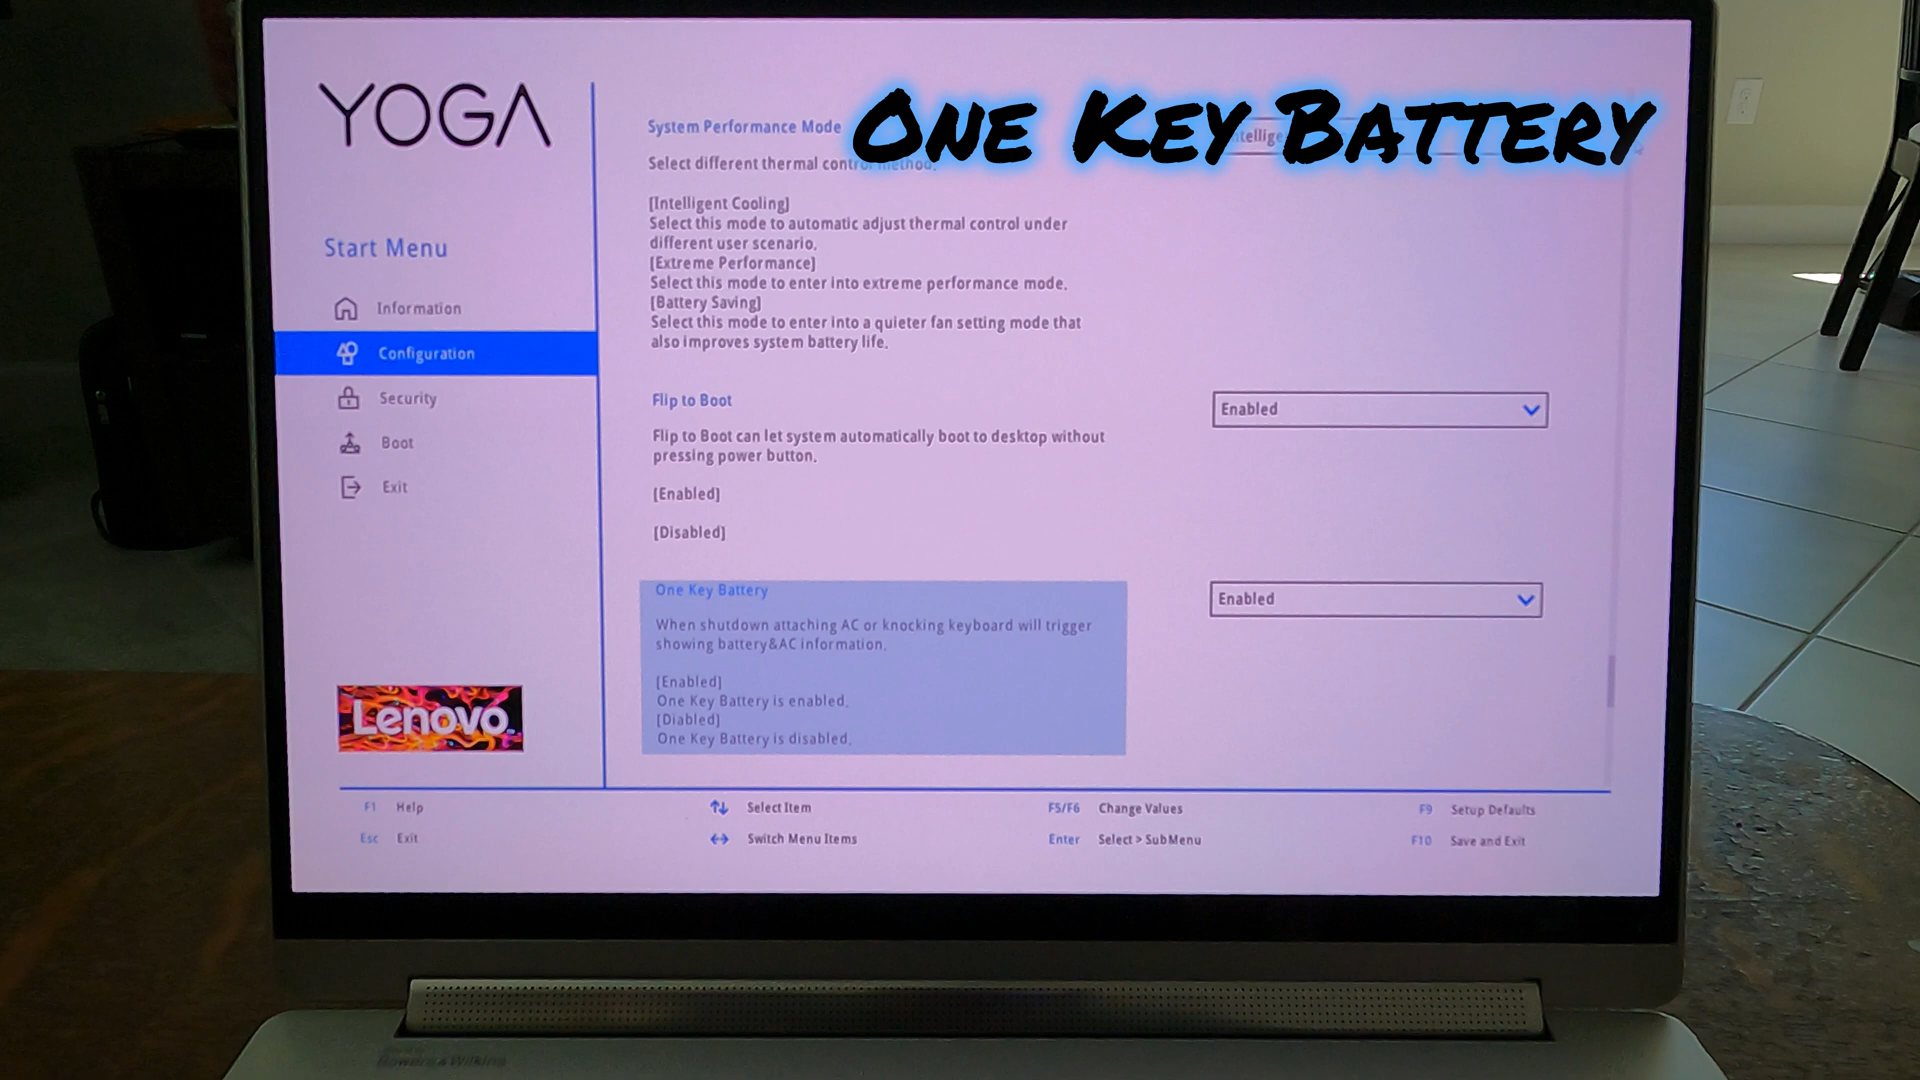 YOGA
One Key Battery
System Performance Mode
Select different thermal control method.
[Intelligent Cooling]
Select this mode to automatic adjust thermal control under
different user scenario.
[Extreme Performance]
Select this mode to enter into extreme performance mode.
[Battery Saving]
Select this mode to enter into a quieter fan setting mode that
also improves system battery life.
Start Menu
Information
Configuration
Security
Boot
Exit
Flip to Boot
Enabled
Flip to Boot can let system automatically boot to desktop without
pressing power button.
[Enabled]
[Disabled]
One Key Battery
Enabled
When shutdown attaching AC or knocking keyboard will trigger
showing battery&AC information.
[Enabled]
One Key Battery is enabled.
[Diabled]
One Key Battery is disabled.
Lenovo
F1 Help
Select Item
F5/F6 Change Values
F9 Setup Defaults
Esc Exit
Switch Menu Items
Enter Select > SubMenu
F10 Save and Exit
Bowers & Wilkins